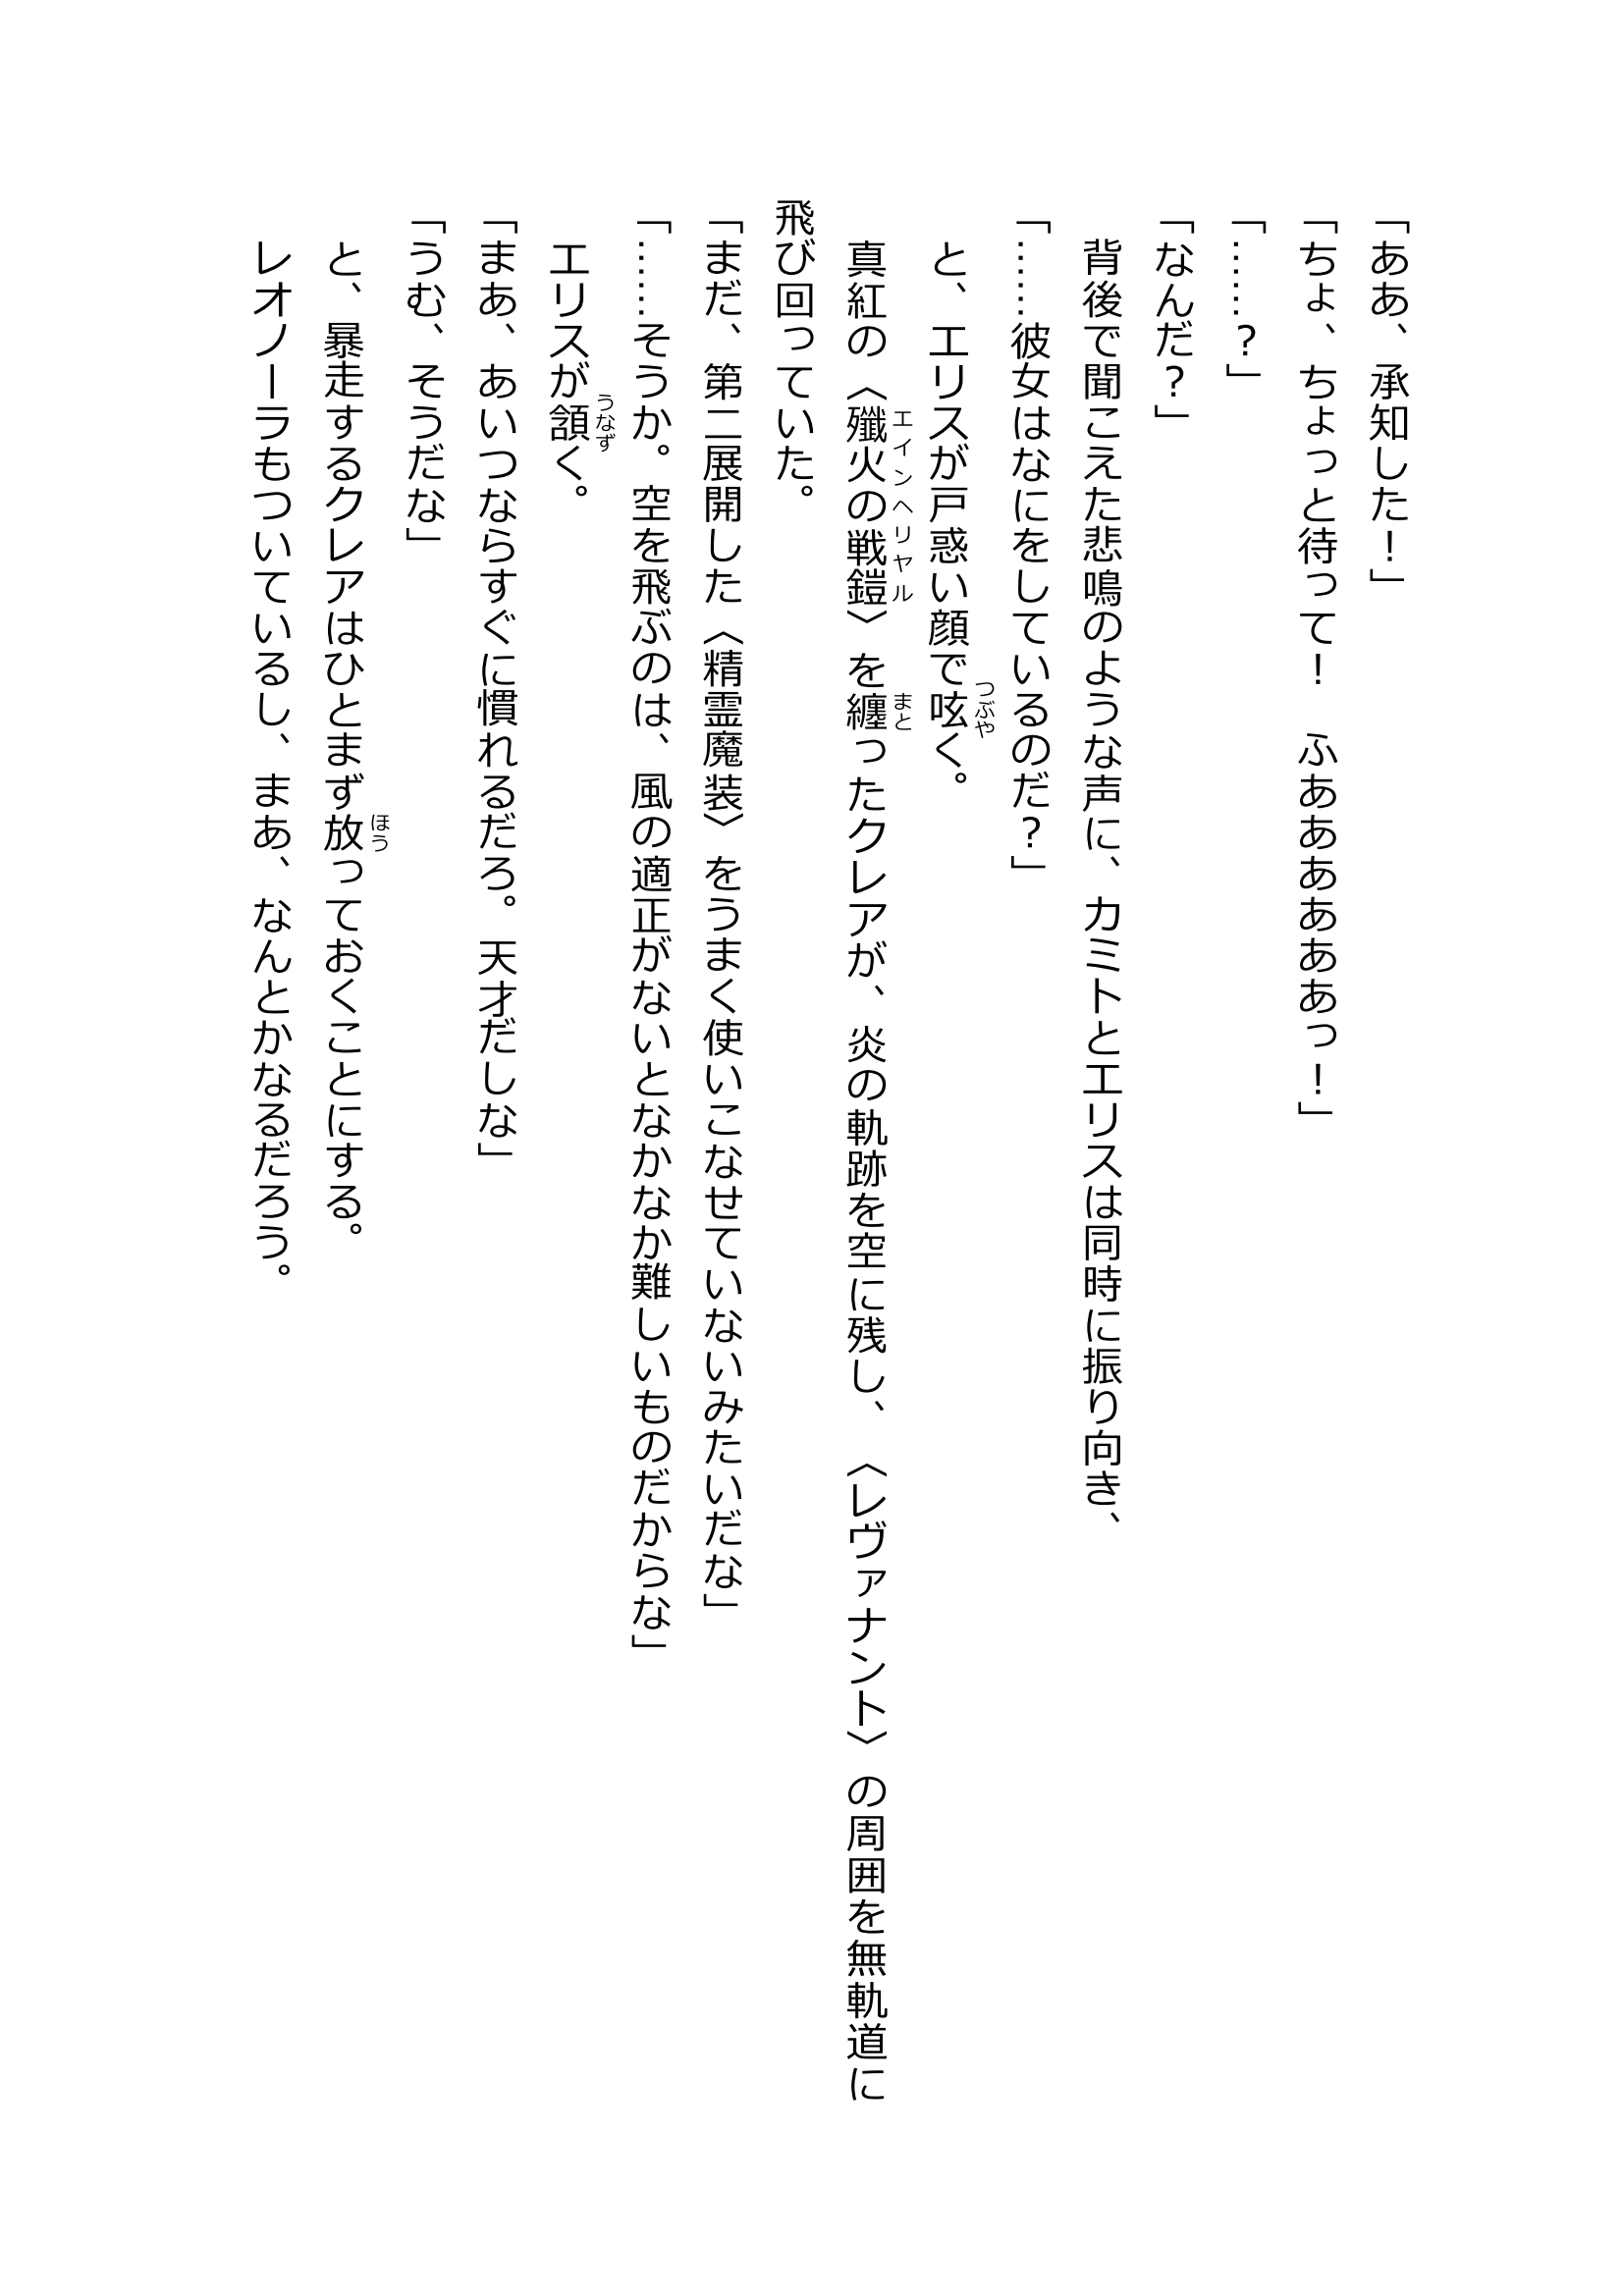 「ああ、承知した！」
「ちょ、ちょっと待って！　ふああああああっ！」
「……？」
「なんだ？」
　背後で聞こえた悲鳴のような声に、カミトとエリスは同時に振り向き、
「……彼女はなにをしているのだ？」
　と、エリスが戸惑い顔で呟く。
　真紅の〈殲火の戦鎧〉を纏ったクレアが、炎の軌跡を空に残し、〈レヴァナント〉の周囲を無軌道に
飛び回っていた。
「まだ、第二展開した〈精霊魔装〉をうまく使いこなせていないみたいだな」
「……そうか。空を飛ぶのは、風の適正がないとなかなか難しいものだからな」
　エリスが頷く。
「まあ、あいつならすぐに慣れるだろ。天才だしな」
「うむ、そうだな」
　と、暴走するクレアはひとまず放っておくことにする。
　レオノーラもついているし、まあ、なんとかなるだろう。